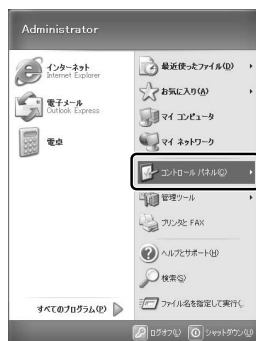 Administrator
インターネット
Internet Explorer
電子メール
Outlook Express
電卓
すべてのプログラム(P)
最近使ったファイル(D)
お気に入り(A)
マイ コンピュータ
マイ ネットワーク
コントロール パネル(C)
管理ツール
プリンタと FAX
ヘルプとサポート(H)
検索(S)
ファイル名を指定して実行(
ログオフ(L)
シャットダウン(U)